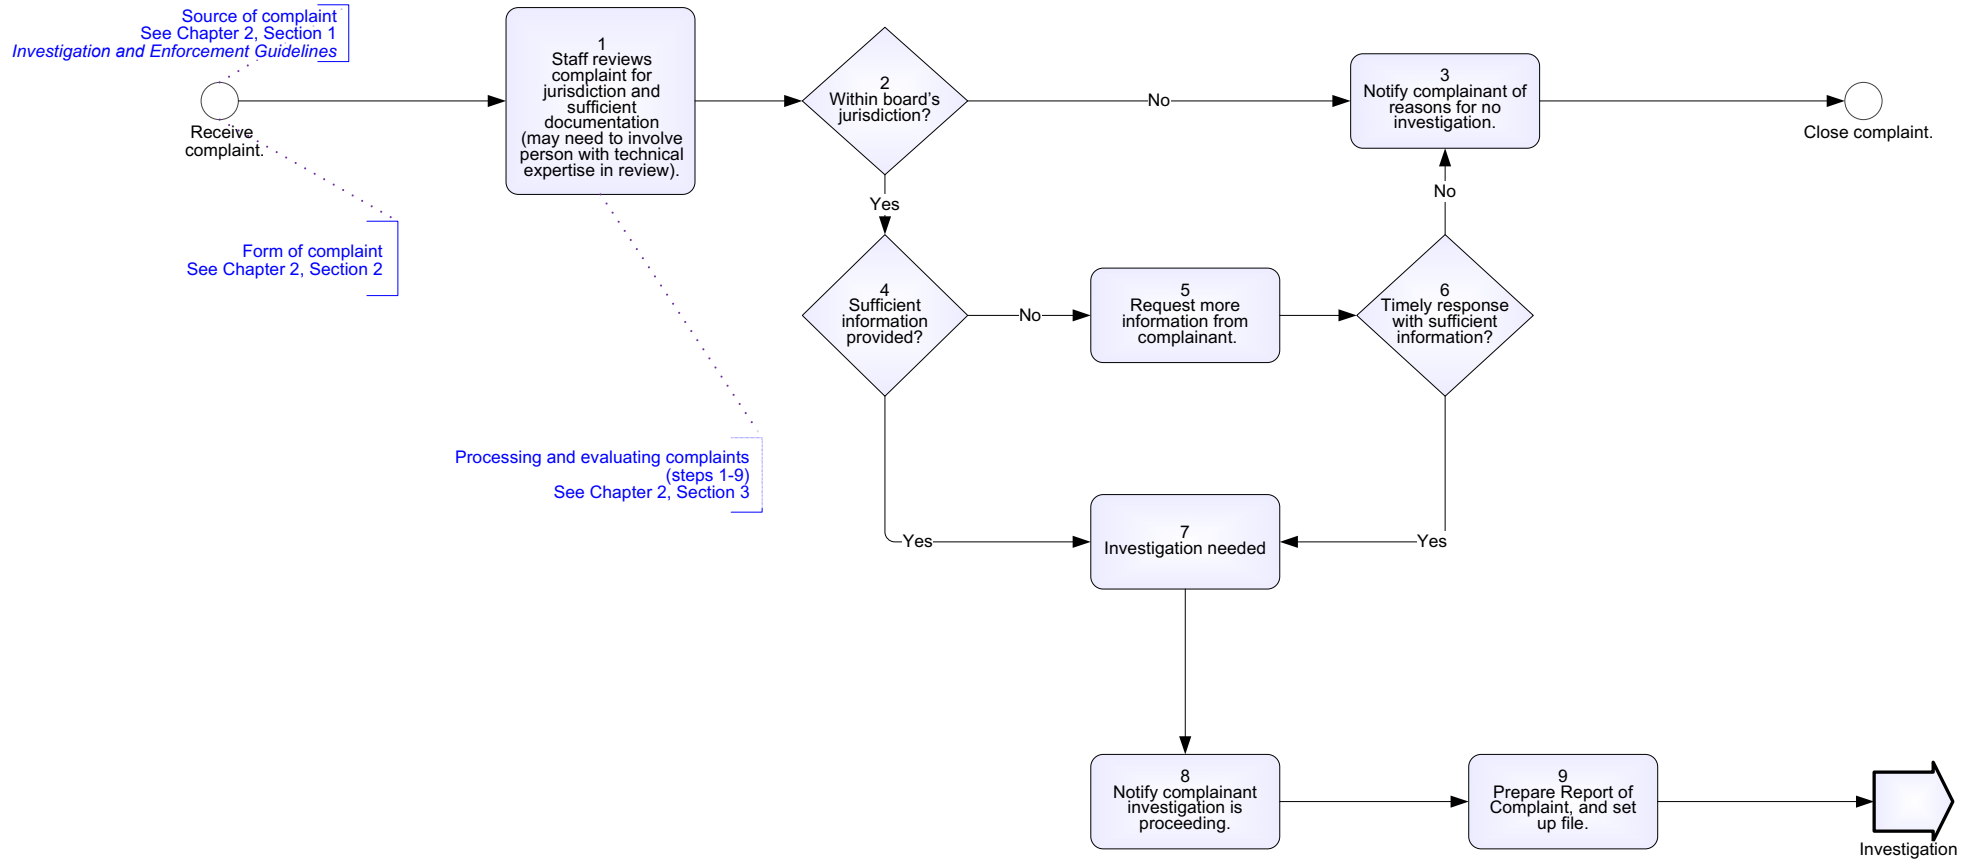 Source of complaint
See Chapter 2, Section 1
Investigation and Enforcement Guidelines
Receive
complaint.
Form of complaint
See Chapter 2, Section 2
1
Staff reviews
complaint for
jurisdiction and
sufficient
documentation
(may need to involve
person with technical
expertise in review).
Processing and evaluating complaints
(steps 1-9)
See Chapter 2, Section 3
2
Within board’s
jurisdiction?
No
Yes
3
Notify complainant of
reasons for no
investigation.
Close complaint.
4
Sufficient
information
provided?
No
Yes
5
Request more
information from
complainant.
6
Timely response
with sufficient
information?
No
Yes
7
Investigation needed
8
Notify complainant
investigation is
proceeding.
9
Prepare Report of
Complaint, and set
up file.
Investigation